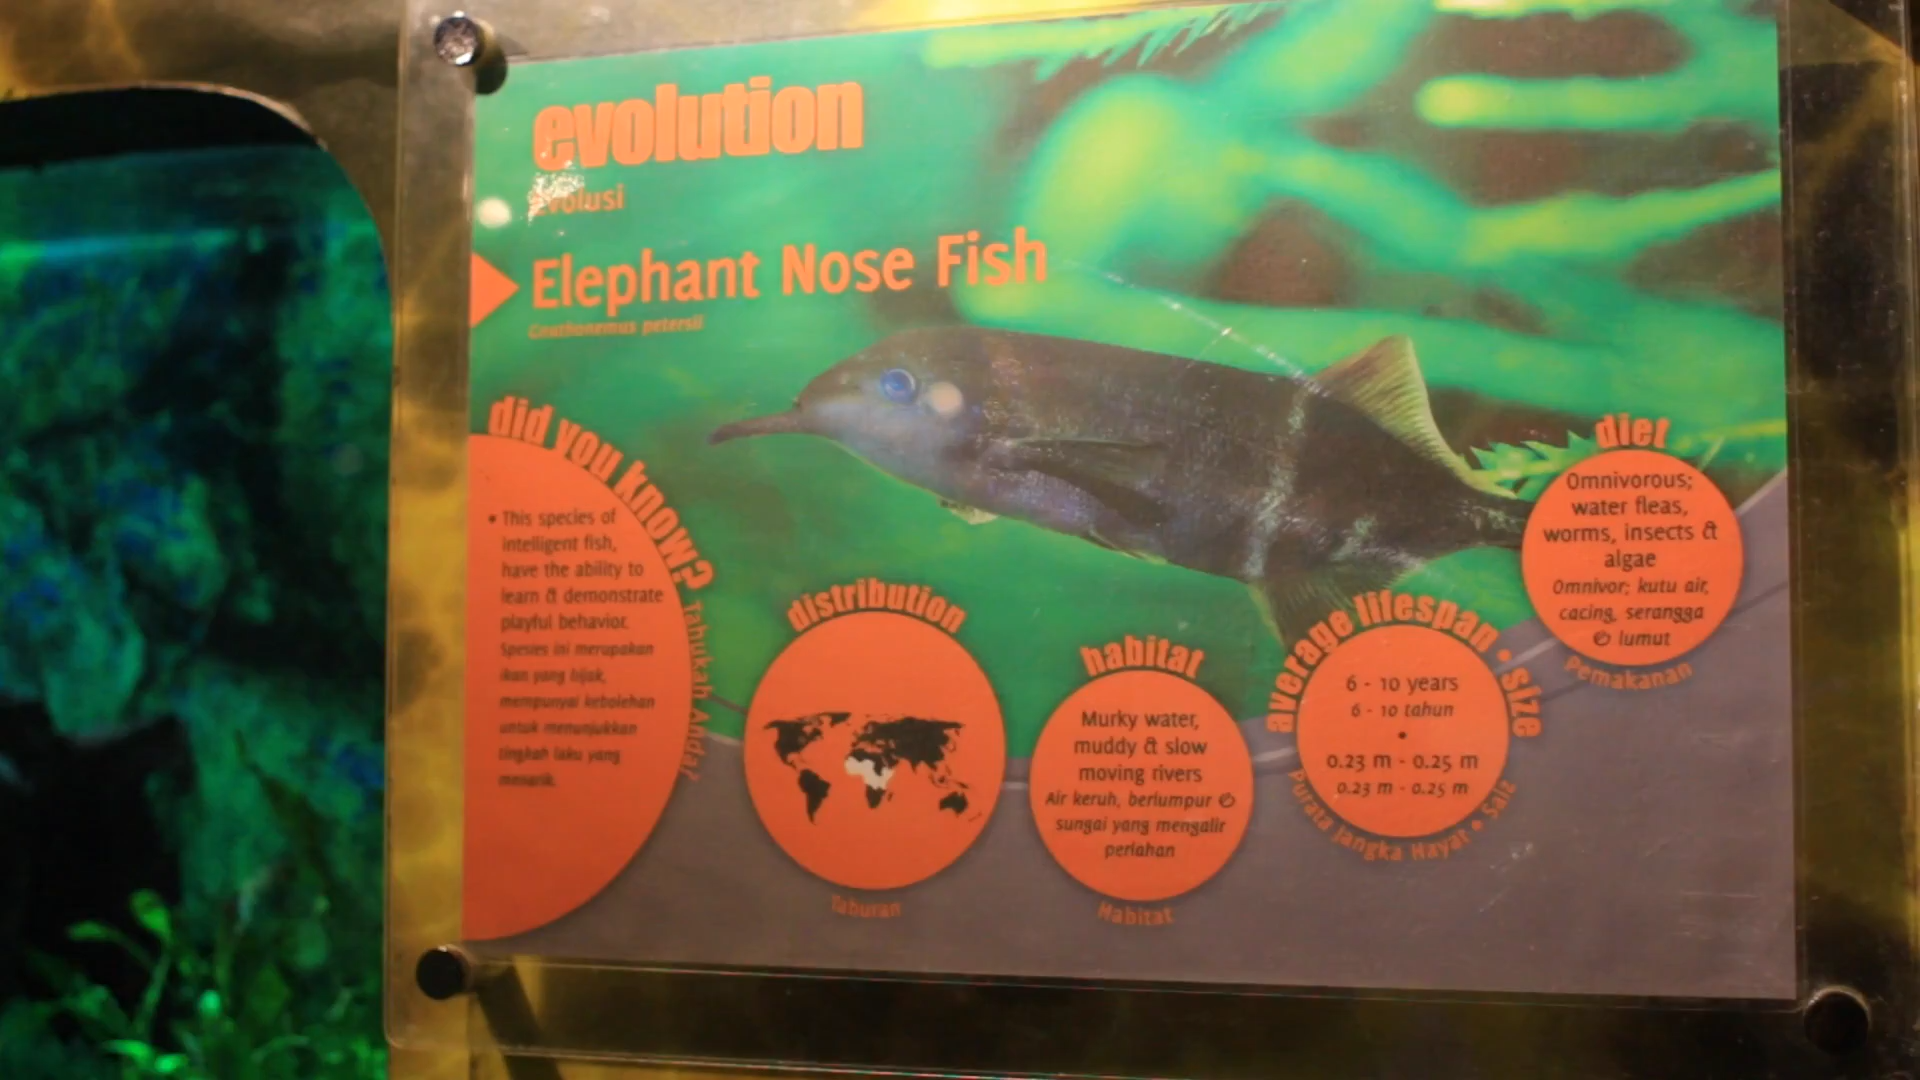 evolution
Evolusi
Elephant Nose Fish
Gnathonemus petersii
did you know?
• This species of
intelligent fish,
have the ability to
learn & demonstrate
playful behavior.
Spesies ini merupakan
ikan yang bijak,
mempunyai kebolehan
untuk menunjukkan
tingkah laku yang
menarik.
Tahukah Anda?
distribution
Taburan
habitat
Murky water,
muddy & slow
moving rivers
Air keruh, berlumpur &
sungai yang mengalir
perlahan
Habitat
average lifespan • size
6 - 10 years
6 - 10 tahun
•
0.23 m - 0.25 m
0.23 m - 0.25 m
Purata Jangka Hayat • Saiz
diet
Omnivorous;
water fleas,
worms, insects &
algae
Omnivor; kutu air,
cacing, serangga
& lumut
Pemakanan